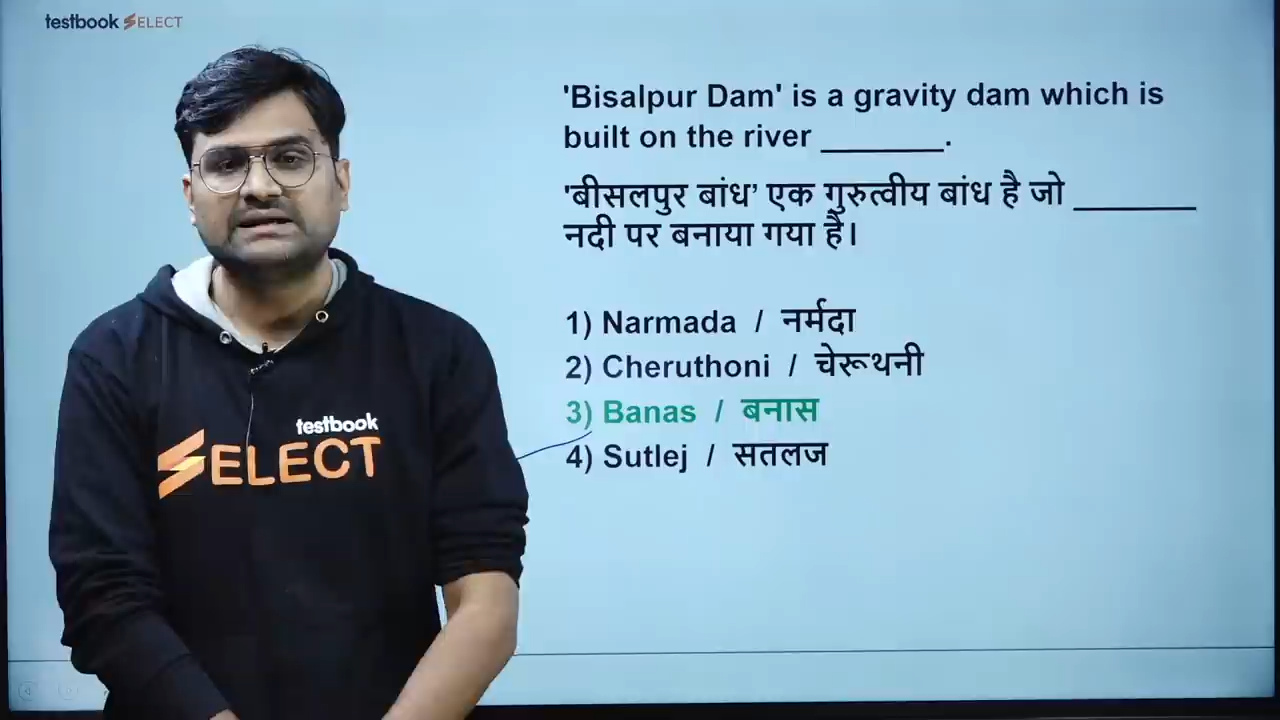 testbook SELECT
'Bisalpur Dam' is a gravity dam which is
built on the river _______.
'बीसलपुर बांध’ एक गुरुत्वीय बांध है जो _______
नदी पर बनाया गया है।
1) Narmada / नर्मदा
2) Cheruthoni / चेरूथनी
3) Banas / बनास
4) Sutlej / सतलज
testbook
SELECT